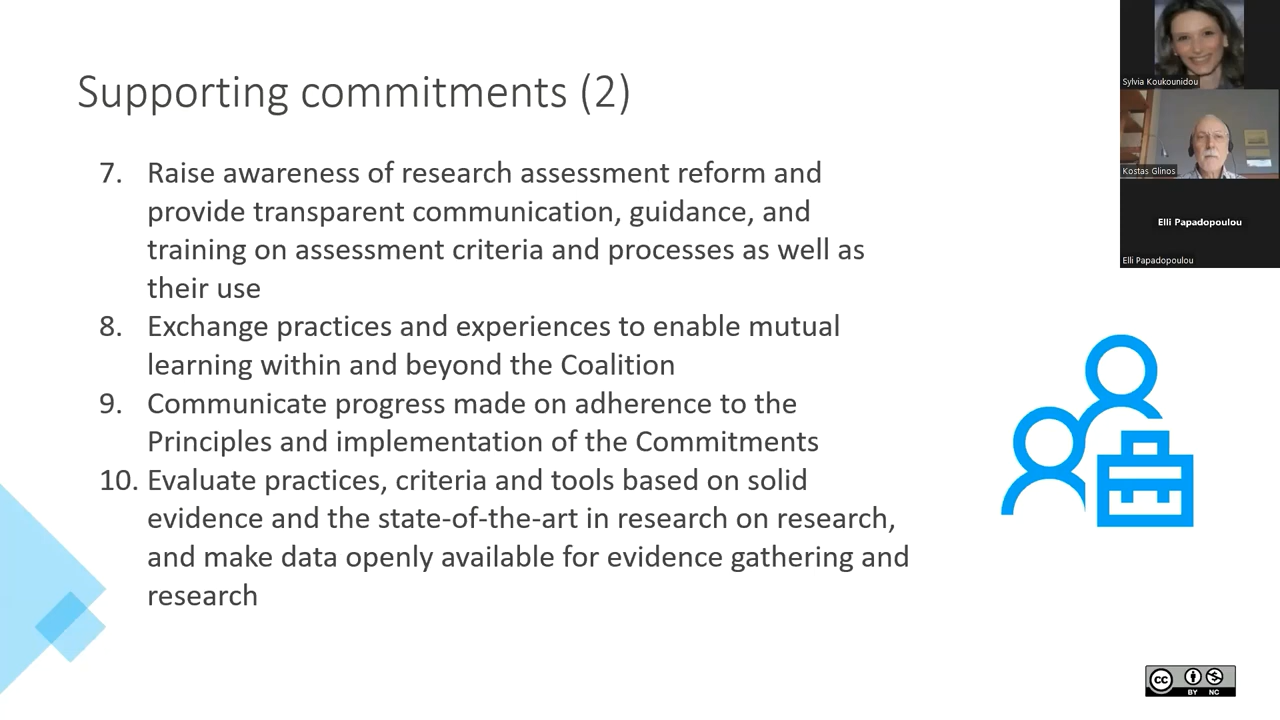 Supporting commitments (2)
7. Raise awareness of research assessment reform and
provide transparent communication, guidance, and
training on assessment criteria and processes as well as
their use
8. Exchange practices and experiences to enable mutual
learning within and beyond the Coalition
9. Communicate progress made on adherence to the
Principles and implementation of the Commitments
10. Evaluate practices, criteria and tools based on solid
evidence and the state-of-the-art in research on research,
and make data openly available for evidence gathering and
research
Sylvia Koukounidou
Kostas Glinos
Elli Papadopoulou
Elli Papadopoulou
cc
BY NC